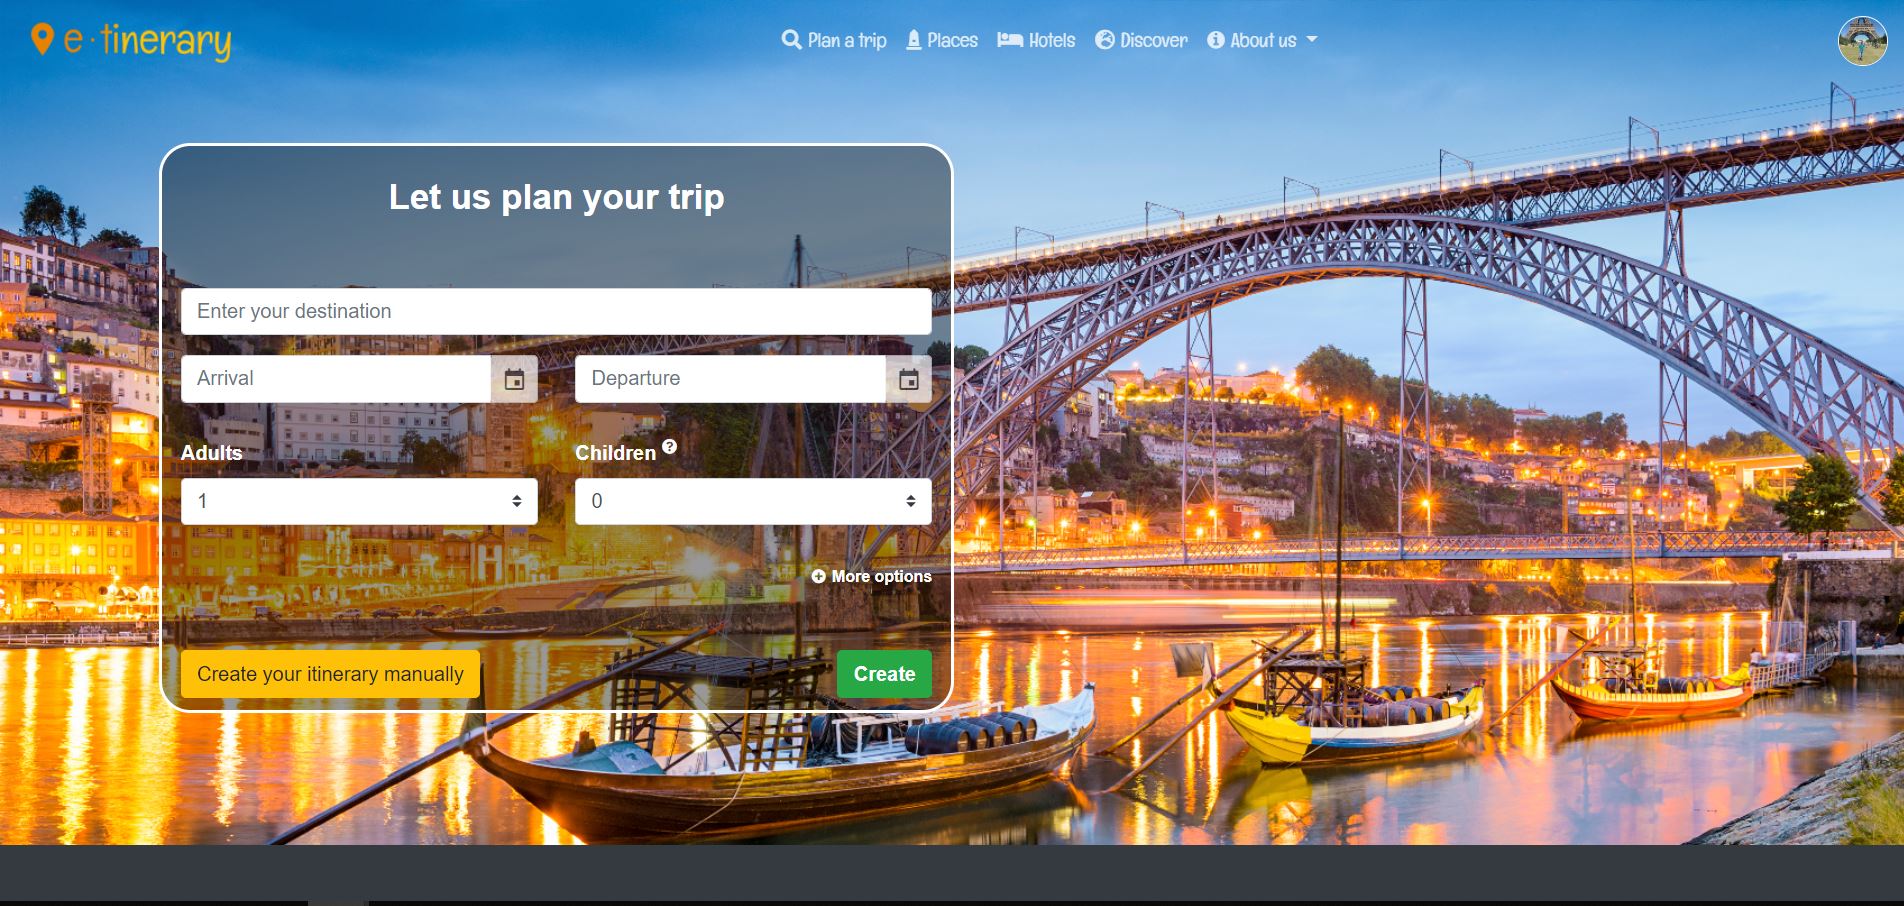 e·tinerary
Plan a trip
Places
Hotels
Discover
About us
Let us plan your trip
Enter your destination
Arrival
Departure
Adults
Children ?
1
0
More options
Create your itinerary manually
Create